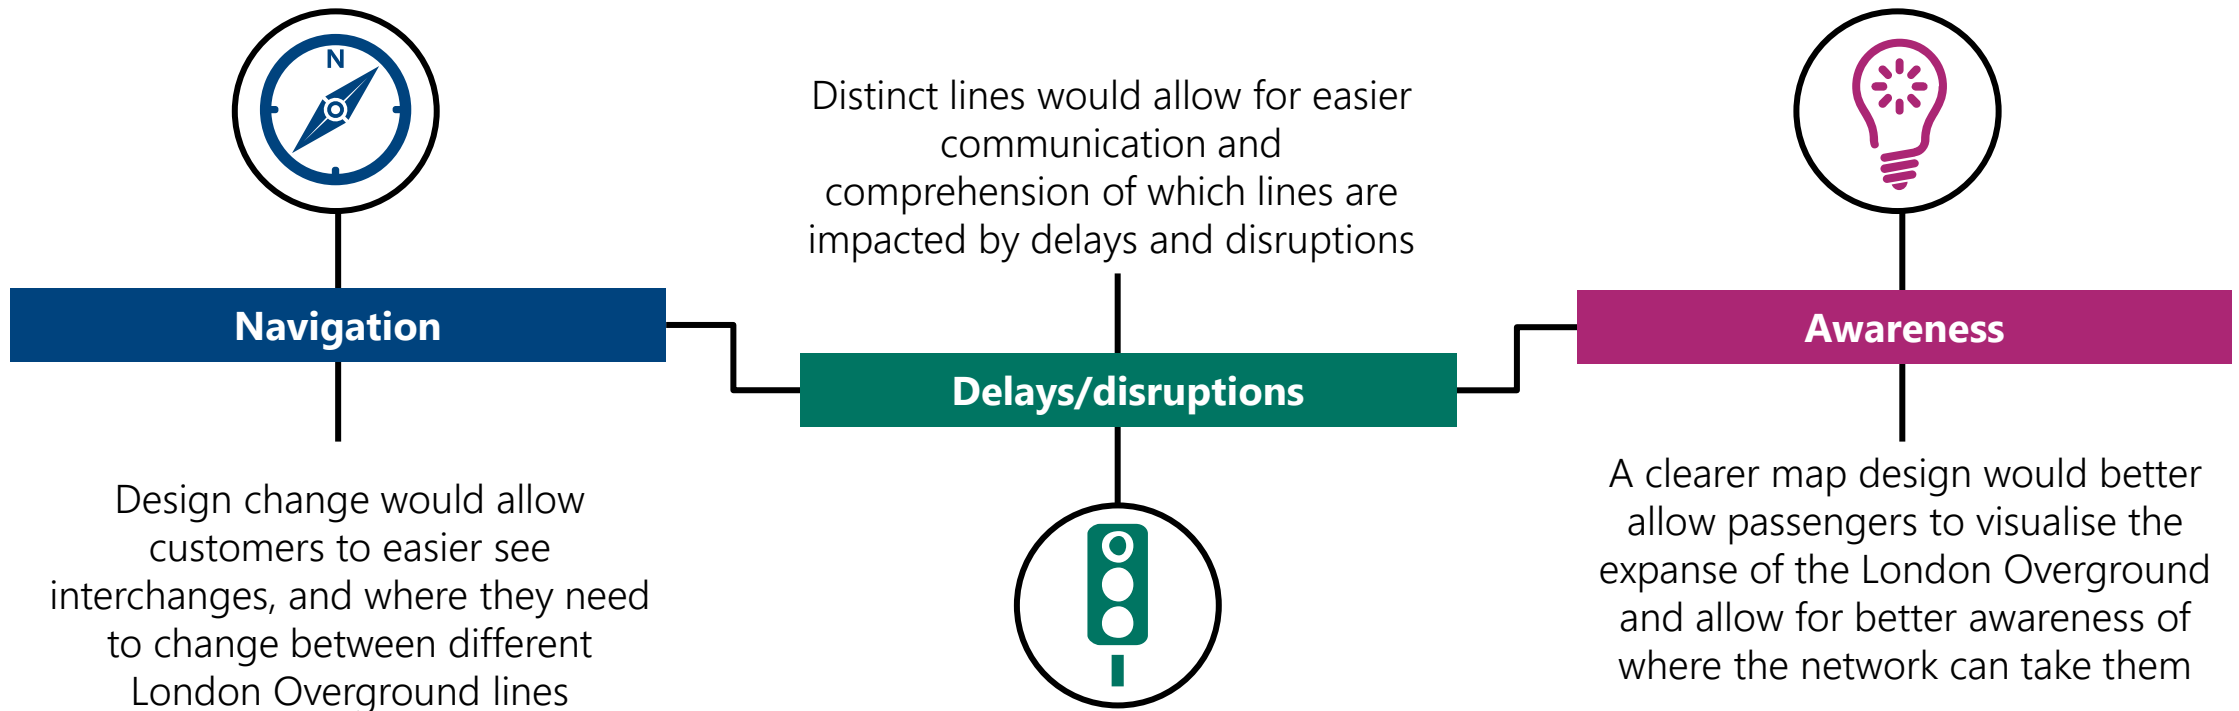 N
Navigation
Design change would allow
customers to easier see
interchanges, and where they need
to change between different
London Overground lines
Distinct lines would allow for easier
communication and
comprehension of which lines are
impacted by delays and disruptions
Delays/disruptions
Awareness
A clearer map design would better
allow passengers to visualise the
expanse of the London Overground
and allow for better awareness of
where the network can take them